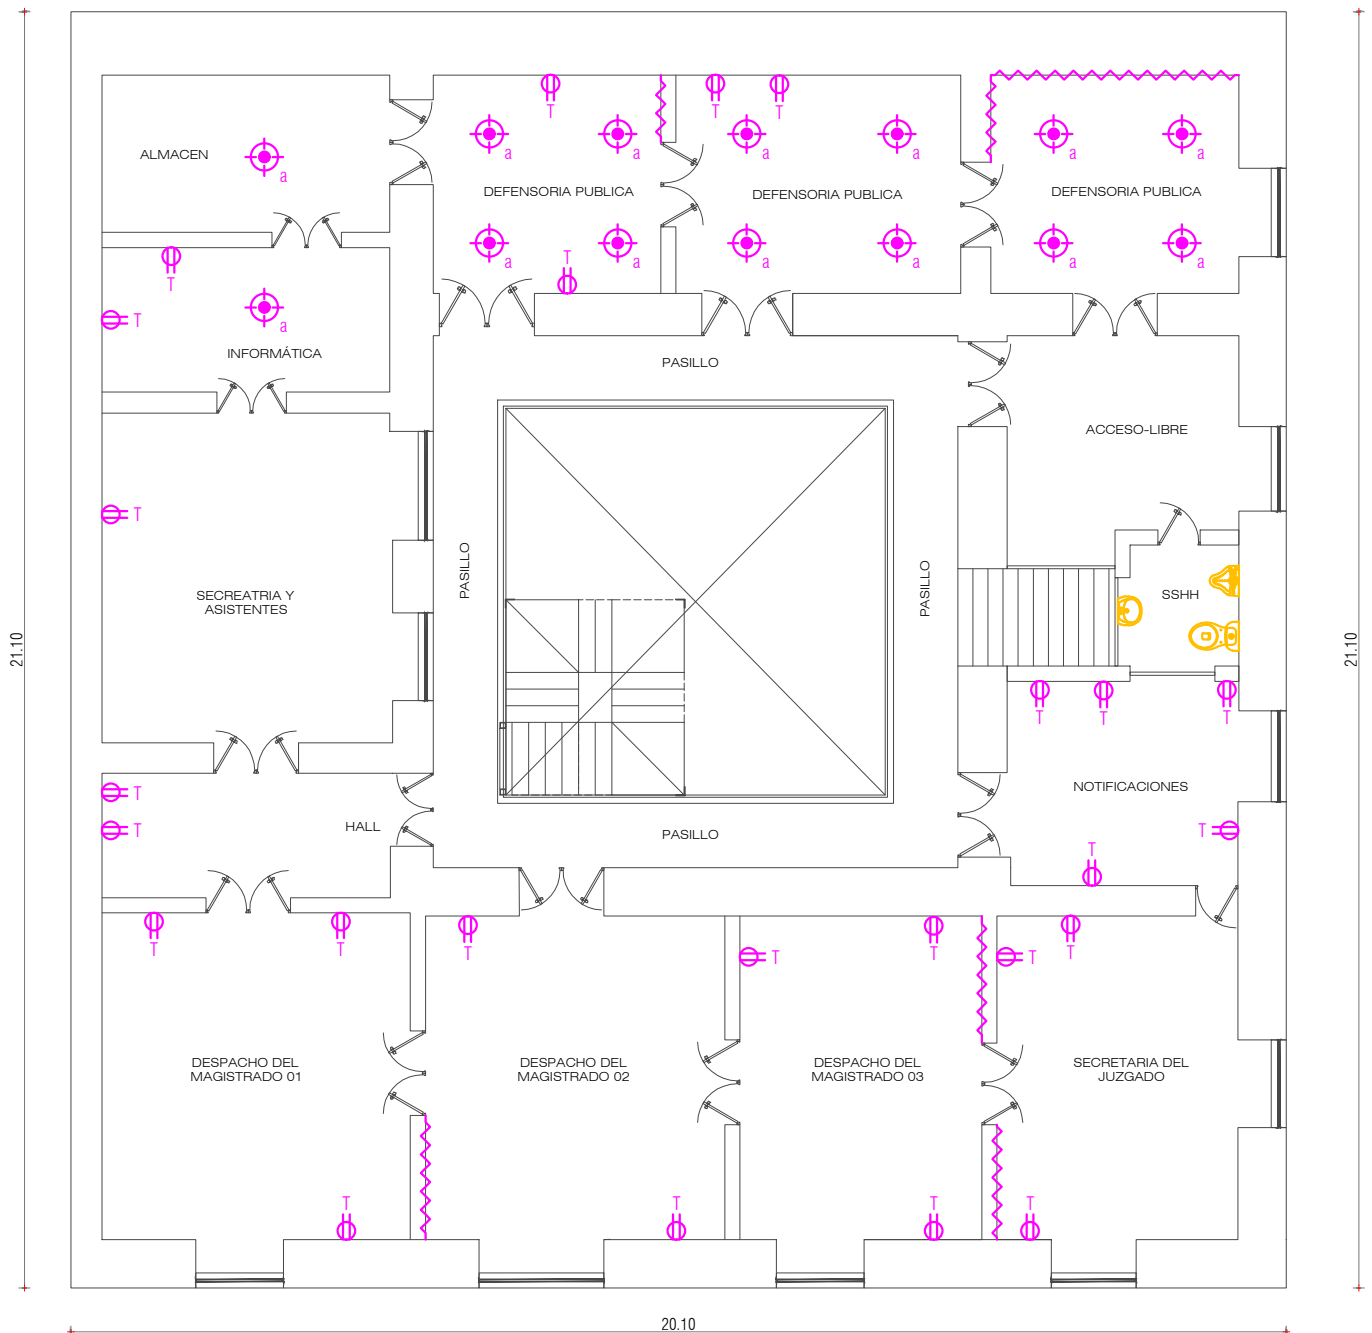 T
T
T
ALMACEN
a
a
a
a
a
a
a
DEFENSORIA PUBLICA
DEFENSORIA PUBLICA
DEFENSORIA PUBLICA
a
a
a
a
a
a
T
T
T
a
INFORMÁTICA
PASILLO
ACCESO-LIBRE
T
PASILLO
PASILLO
SECREATRIA Y
ASISTENTES
SSHH
21.10
21.10
T
T
T
NOTIFICACIONES
T
T
HALL
PASILLO
T
T
T
T
T
T
T
T
T
T
DESPACHO DEL
MAGISTRADO 01
DESPACHO DEL
MAGISTRADO 02
DESPACHO DEL
MAGISTRADO 03
SECRETARIA DEL
JUZGADO
T
T
T
T
20.10